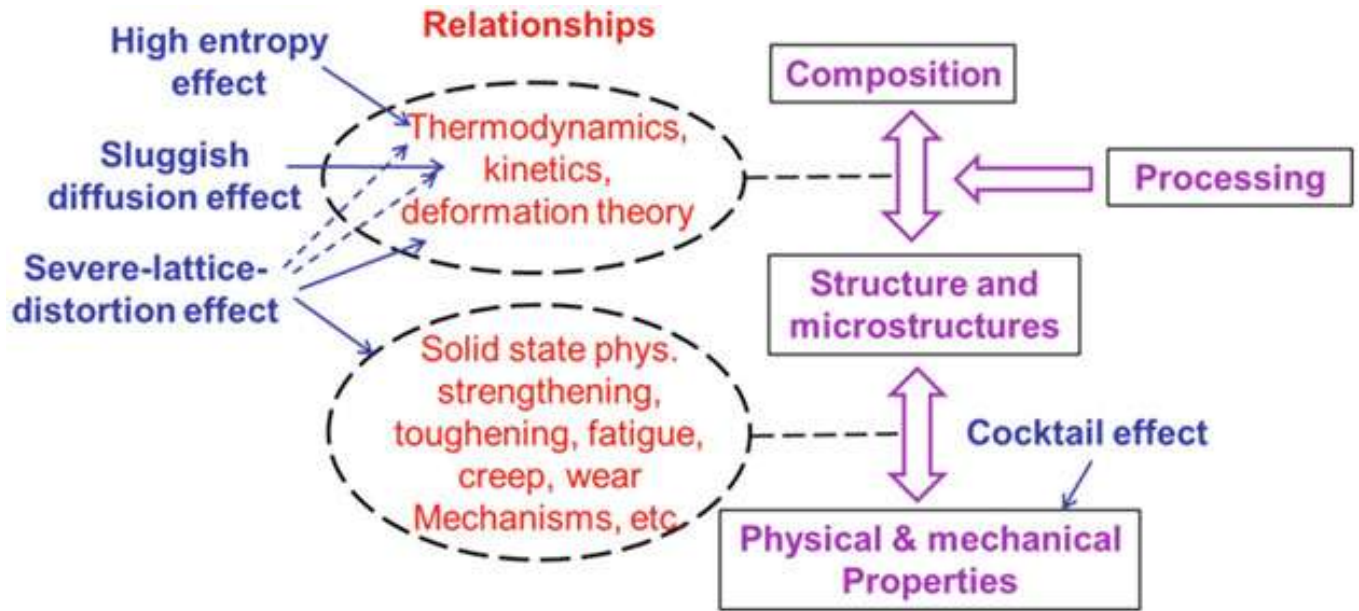 Relationships
High entropy
effect
Sluggish
diffusion effect
Severe-lattice-
distortion effect
Thermodynamics,
kinetics,
deformation theory
Solid state phys.
strengthening,
toughening, fatigue,
creep, wear
Mechanisms, etc
Composition
Processing
Structure and
microstructures
Cocktail effect
Physical & mechanical
Properties